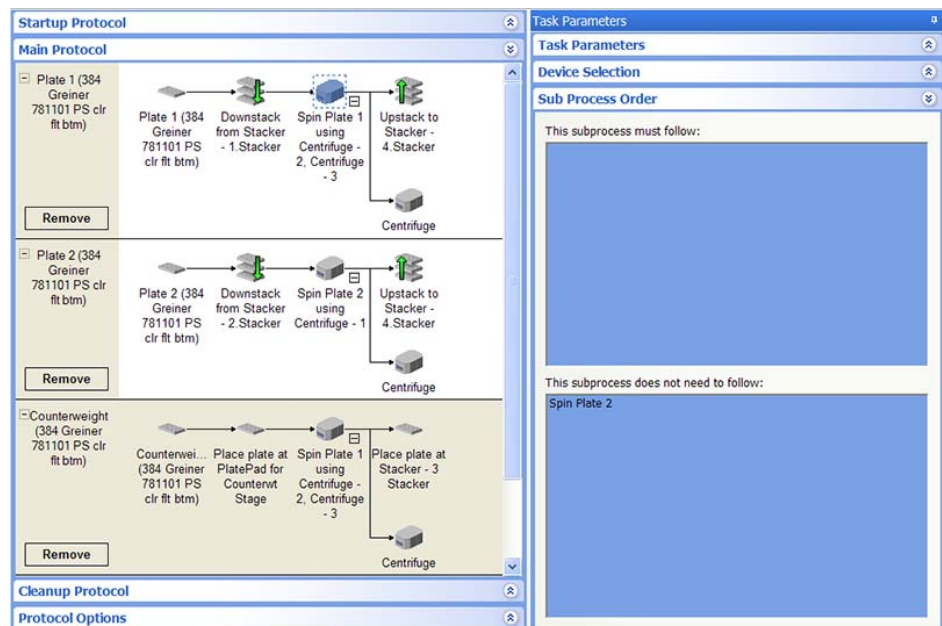 Startup Protocol
Main Protocol
Plate 1 (384
Greiner
781101 PS clr
flt btm)
Remove
Plate 1 (384
Greiner
781101 PS
clr flt btm)
Downstack
from Stacker
- 1.Stacker
Spin Plate 1
using
Centrifuge -
2, Centrifuge
- 3
Upstack to
Stacker -
4.Stacker
Centrifuge
Plate 2 (384
Greiner
781101 PS clr
flt btm)
Remove
Plate 2 (384
Greiner
781101 PS
clr flt btm)
Downstack
from Stacker
- 2.Stacker
Spin Plate 2
using
Centrifuge - 1
Upstack to
Stacker -
4.Stacker
Centrifuge
Counterweight
(384 Greiner
781101 PS clr
flt btm)
Remove
Counterwei...
(384 Greiner
781101 PS
clr flt btm)
Place plate at
PlatePad for
Counterwt
Stage
Spin Plate 1
using
Centrifuge -
2, Centrifuge
- 3
Place plate at
Stacker - 3
Stacker
Centrifuge
Cleanup Protocol
Protocol Options
Task Parameters
Task Parameters
Device Selection
Sub Process Order
This subprocess must follow:
This subprocess does not need to follow:
Spin Plate 2